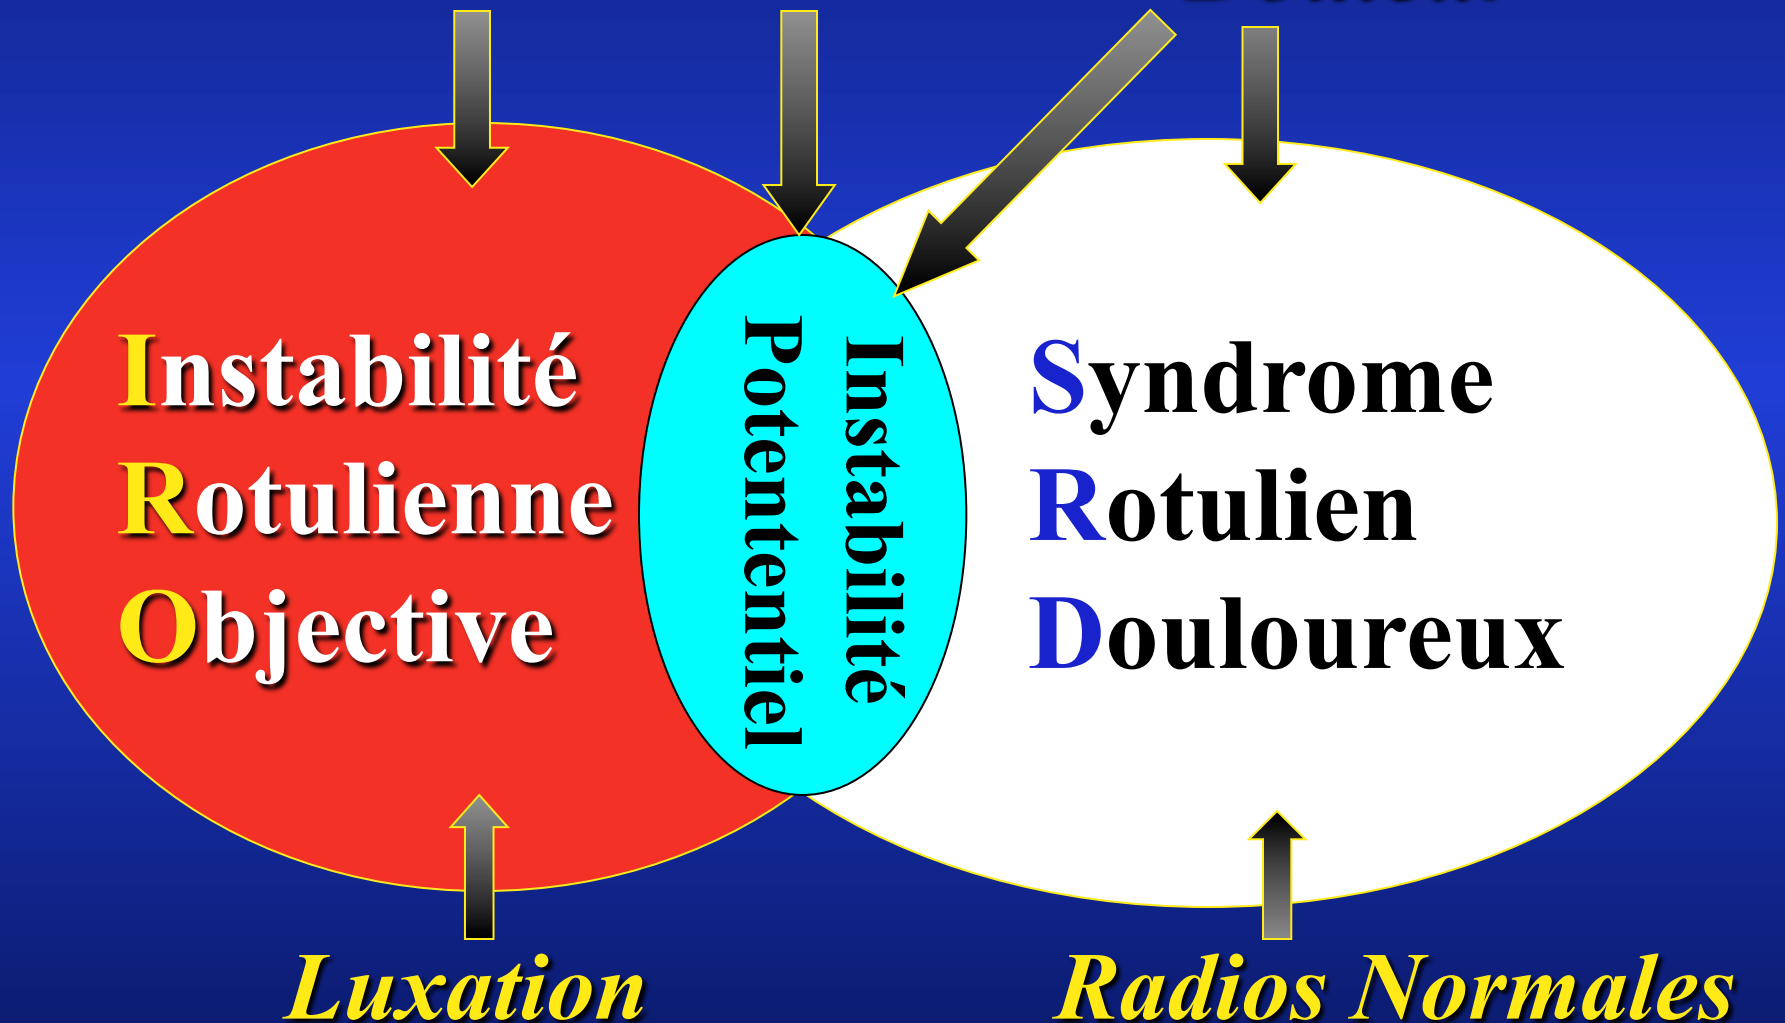 Instabilité
Rotulienne
Objective
Instabilité
Potententiel
Syndrome
Rotulien
Douloureux
Luxation
Radios Normales